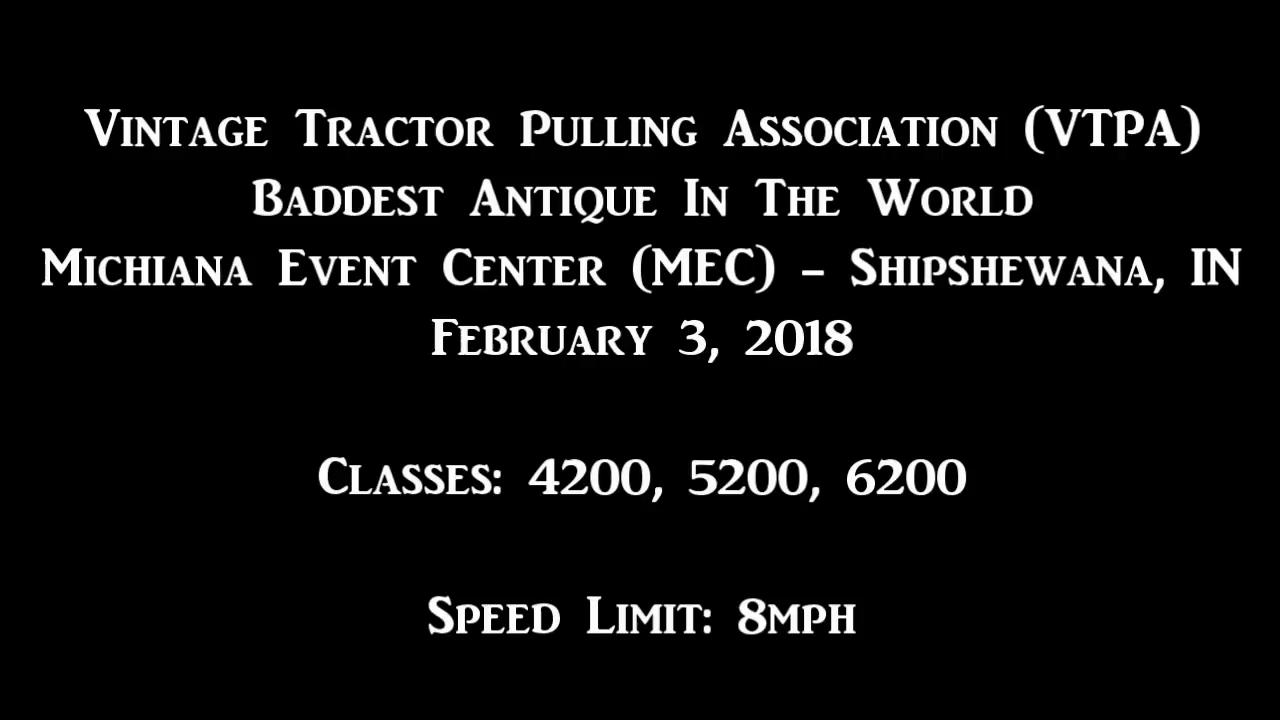 Vintage Tractor Pulling Association (VTPA)
Baddest Antique In The World
Michiana Event Center (MEC) – Shipshewana, IN
February 3, 2018
Classes: 4200, 5200, 6200
Speed Limit: 8mph